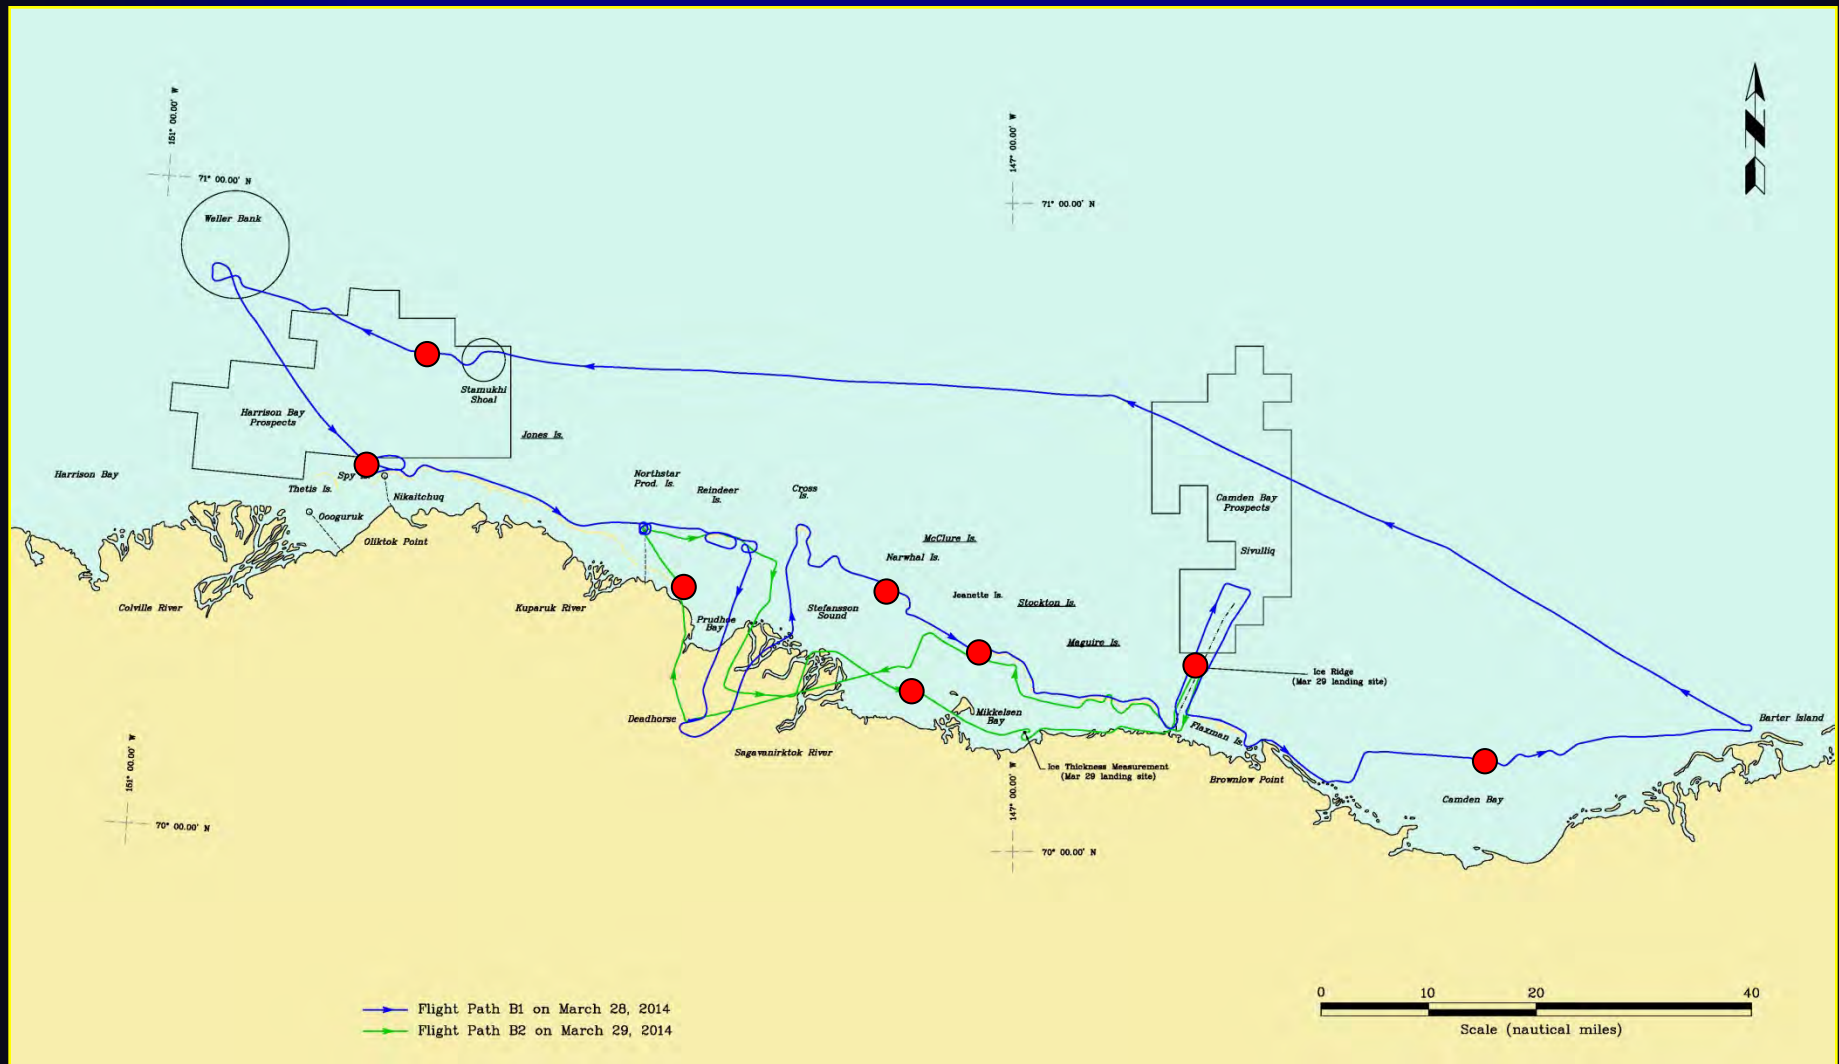 151° 00.00' W
147° 00.00' W
71° 00.00' N
71° 00.00' N
Weller Bank
Stamukhi
Shoal
Harrison Bay
Prospects
Jones Is.
Harrison Bay
Spy
Thetis Is.
Nikaitchuq
Oooguruk
Oliktok Point
Northstar
Prod. Is.
Reindeer
Is.
Cross
Is.
Camden Bay
Prospects
McClure Is.
Narwhal Is.
Sivulliq
Jeanette Is.
Stockton Is.
Colville River
Kuparuk River
Stefansson
Sound
Prudhoe
Bay
Maguire Is.
Ice Ridge
(Mar 29 landing site)
Deadhorse
Mikkelsen
Bay
Flaxman Is.
Barter Island
Sagavanirktok River
151° 00.00' W
147° 00.00' W
Ice Thickness Measurement
(Mar 29 landing site)
Brownlow Point
Camden Bay
70° 00.00' N
70° 00.00' N
N
Flight Path B1 on March 28, 2014
Flight Path B2 on March 29, 2014
0 10 20 40
Scale (nautical miles)